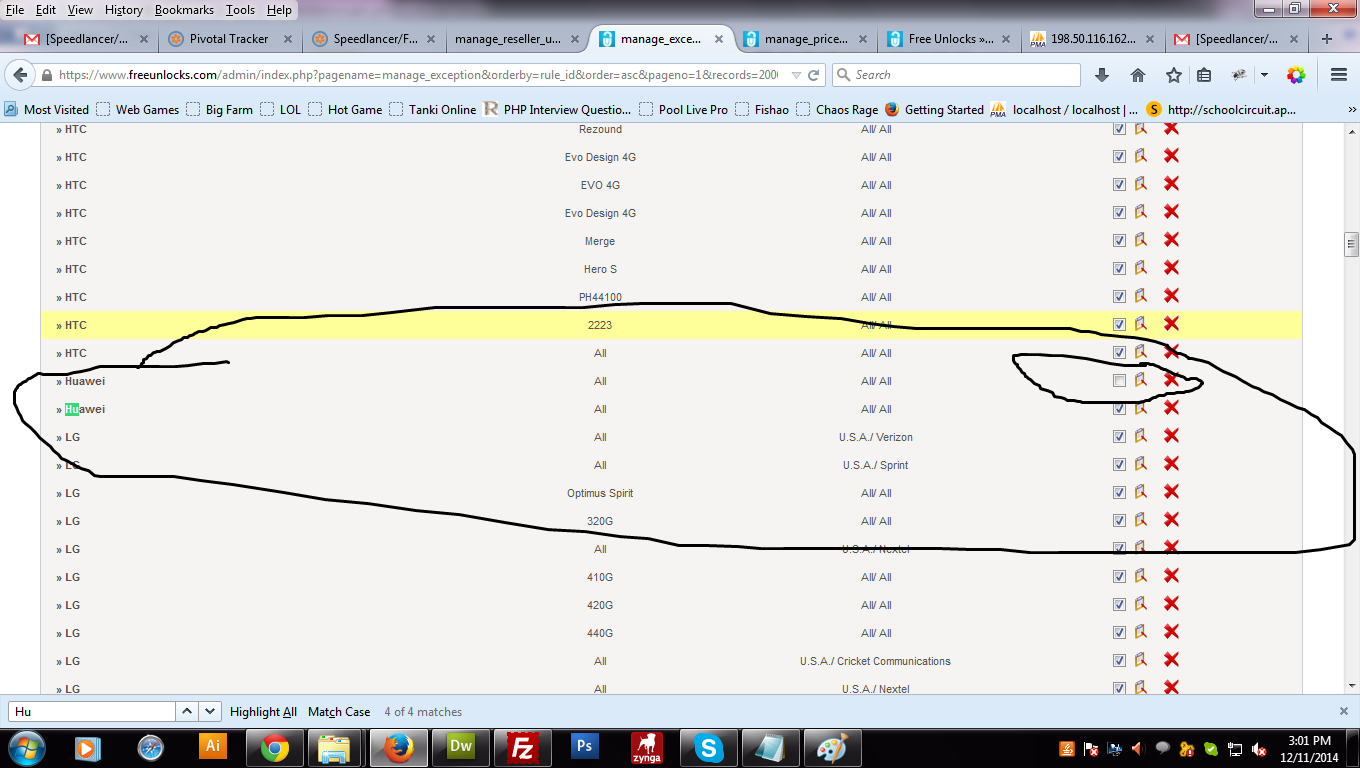 File Edit View History Bookmarks Tools Help
[Speedlancer/... Pivotal Tracker Speedlancer/F... manage_reseller_u... manage_exce... manage_price... Free Unlocks »... 198.50.116.162... [Speedlancer/...
https://www.freeunlocks.com/admin/index.php?pagename=manage_exception&orderby=rule_id&order=asc&pageno=1&records=200 Search
Most Visited Web Games Big Farm LOL Hot Game Tanki Online PHP Interview Questio... Pool Live Pro Fishao Chaos Rage Getting Started localhost / localhost | ... http://schoolcircuit.ap... »
» HTC Rezound All/ All
» HTC Evo Design 4G All/ All
» HTC EVO 4G All/ All
» HTC Evo Design 4G All/ All
» HTC Merge All/ All
» HTC Hero S All/ All
» HTC PH44100 All/ All
» HTC 2223 All/ All
» HTC All All/ All
» Huawei All All/ All
» Huawei All All/ All
» LG All U.S.A./ Verizon
» LG All U.S.A./ Sprint
» LG Optimus Spirit All/ All
» LG 320G All/ All
» LG All U.S.A./ Nextel
» LG 410G All/ All
» LG 420G All/ All
» LG 440G All/ All
» LG All U.S.A./ Cricket Communications
» LG All U.S.A./ Nextel
Hu Highlight All Match Case 4 of 4 matches
Ai Dw Fz Ps zynga S
3:01 PM
12/11/2014